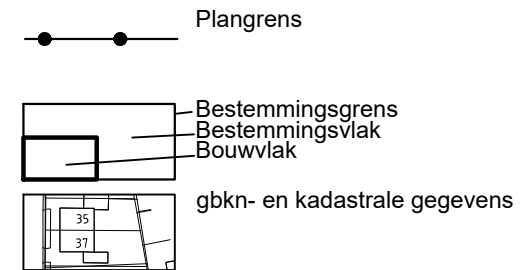 Plangrens
Bestemmingsgrens
Bestemmingsvlak
Bouwvlak
gbkn- en kadastrale gegevens
35
37